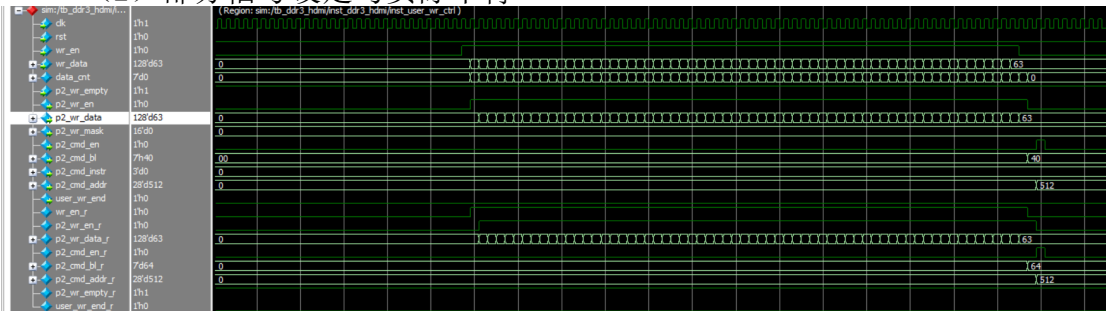 sim:/tb_ddr3_hdmi/i... (Region: sim:/tb_ddr3_hdmi/inst_ddr3_hdmi/inst_user_wr_ctrl)
clk 1'h1
rst 1'h0
wr_en 1'h0
wr_data 128'd63 0 63
data_cnt 7'd0 0 0
p2_wr_empty 1'h1
p2_wr_en 1'h0
p2_wr_data 128'd63 0 63
p2_wr_mask 16'd0 0
p2_cmd_en 1'h0
p2_cmd_bl 7'h40 00 40
p2_cmd_instr 3'd0 0
p2_cmd_addr 28'd512 0 512
user_wr_end 1'h0
wr_en_r 1'h0
p2_wr_en_r 1'h0
p2_wr_data_r 128'd63 0 63
p2_cmd_en_r 1'h0
p2_cmd_bl_r 7'd64 0 64
p2_cmd_addr_r 28'd512 0 512
p2_wr_empty_r 1'h1
user_wr_end_r 1'h0